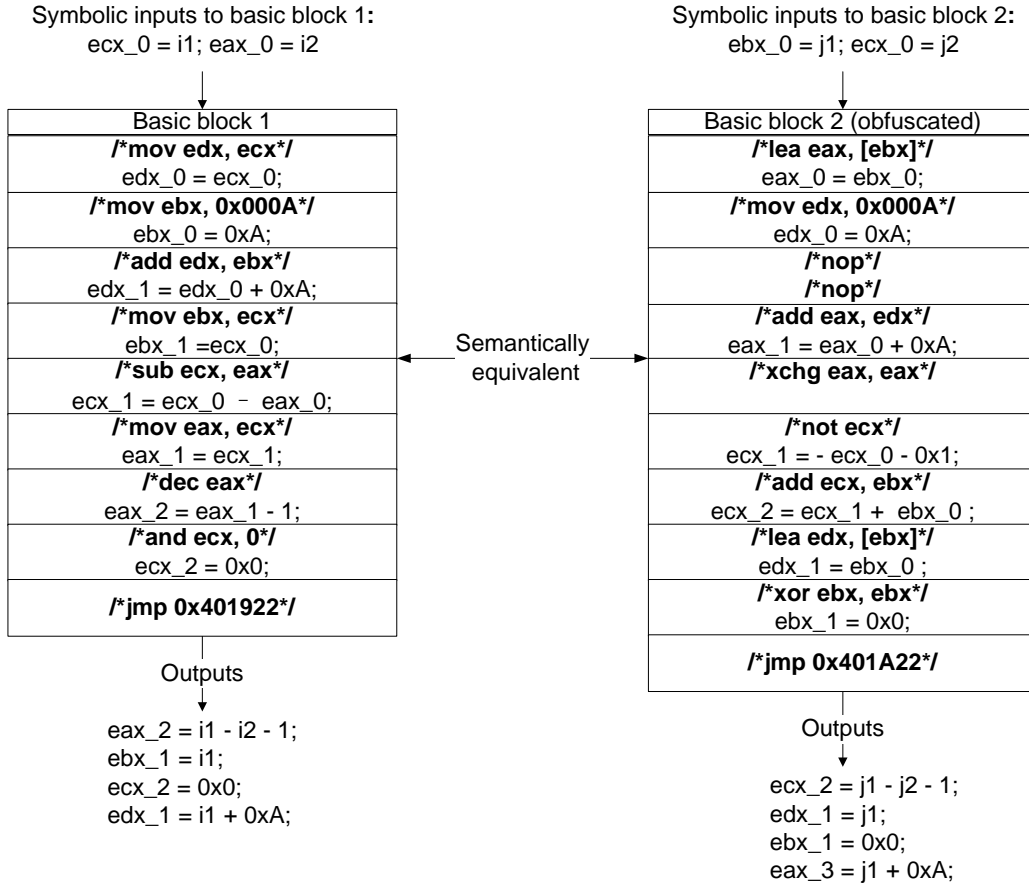 Symbolic inputs to basic block 1:
ecx_0 = i1; eax_0 = i2
Basic block 1
/*mov edx, ecx*/
edx_0 = ecx_0;
/*mov ebx, 0x000A*/
ebx_0 = 0xA;
/*add edx, ebx*/
edx_1 = edx_0 + 0xA;
/*mov ebx, ecx*/
ebx_1 =ecx_0;
/*sub ecx, eax*/
ecx_1 = ecx_0 - eax_0;
/*mov eax, ecx*/
eax_1 = ecx_1;
/*dec eax*/
eax_2 = eax_1 - 1;
/*and ecx, 0*/
ecx_2 = 0x0;
/*jmp 0x401922*/
Outputs
eax_2 = i1 - i2 - 1;
ebx_1 = i1;
ecx_2 = 0x0;
edx_1 = i1 + 0xA;
Semantically
equivalent
Symbolic inputs to basic block 2:
ebx_0 = j1; ecx_0 = j2
Basic block 2 (obfuscated)
/*lea eax, [ebx]*/
eax_0 = ebx_0;
/*mov edx, 0x000A*/
edx_0 = 0xA;
/*nop*/
/*nop*/
/*add eax, edx*/
eax_1 = eax_0 + 0xA;
/*xchg eax, eax*/
/*not ecx*/
ecx_1 = - ecx_0 - 0x1;
/*add ecx, ebx*/
ecx_2 = ecx_1 + ebx_0 ;
/*lea edx, [ebx]*/
edx_1 = ebx_0 ;
/*xor ebx, ebx*/
ebx_1 = 0x0;
/*jmp 0x401A22*/
Outputs
ecx_2 = j1 - j2 - 1;
edx_1 = j1;
ebx_1 = 0x0;
eax_3 = j1 + 0xA;